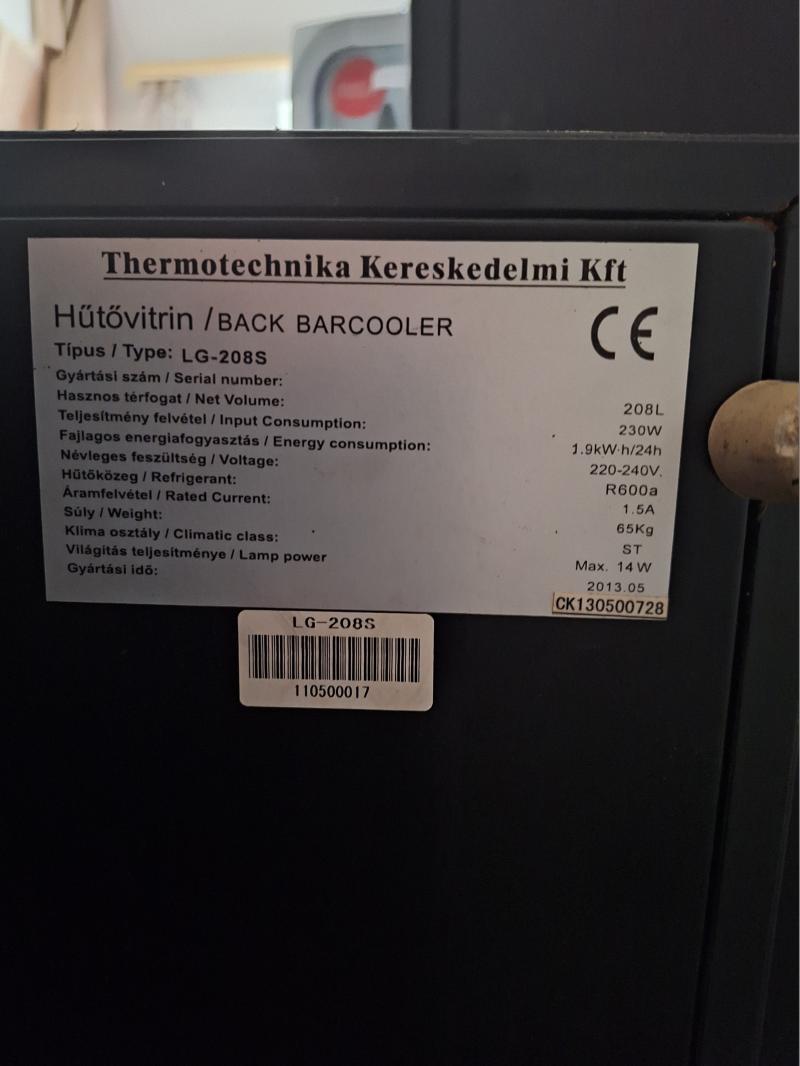 Thermotechnika Kereskedelmi Kft
Hűtővitrin / BACK BARCOOLER
CE
Típus / Type: LG-208S
Gyártási szám / Serial number:
Hasznos térfogat / Net Volume: 208L
Teljesítmény felvétel / Input Consumption: 230W
Fajlagos energiafogyasztás / Energy consumption: 1.9kW·h/24h
Névleges feszültség / Voltage: 220-240V.
Hűtőközeg / Refrigerant: R600a
Áramfelvétel / Rated Current: 1.5A
Súly / Weight: 65Kg
Klima osztály / Climatic class: ST
Világitás teljesítménye / Lamp power Max. 14W
Gyártási idő: 2013.05
CK130500728
LG-208S
110500017